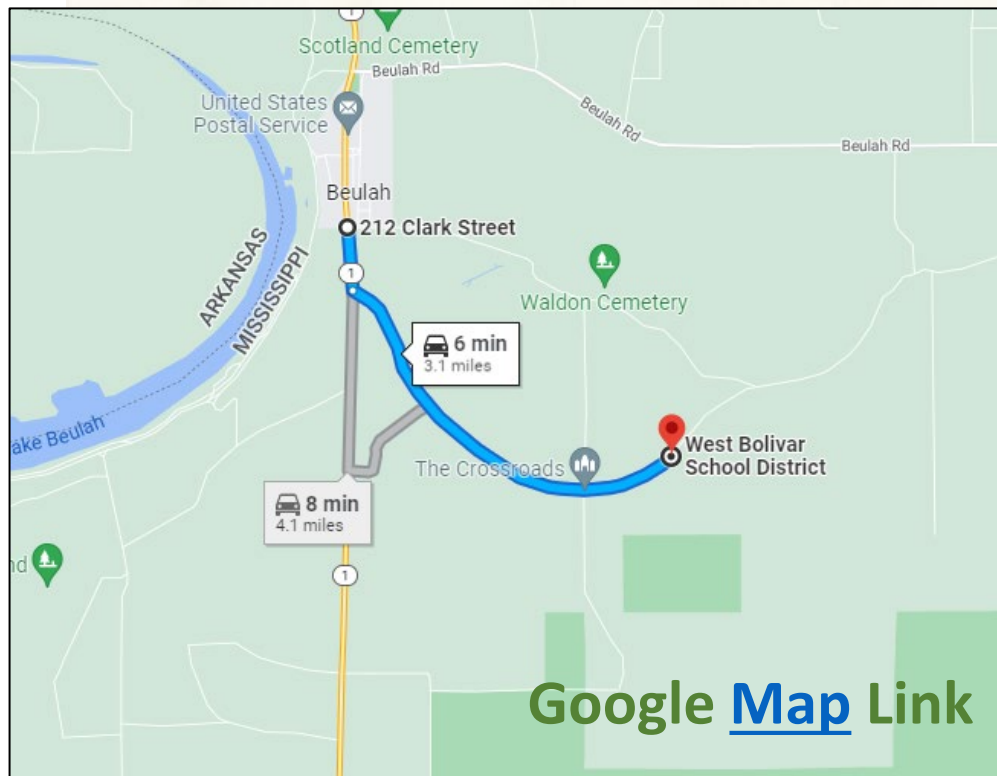 1
Scotland Cemetery
Beulah Rd
United States
Postal Service
Beulah Rd
Beulah Rd
Beulah
212 Clark Street
ARKANSAS
MISSISSIPPI
1
Waldon Cemetery
6 min
3.1 miles
ake Beulah
West Bolivar
School District
The Crossroads
8 min
4.1 miles
nd
1
Google Map Link